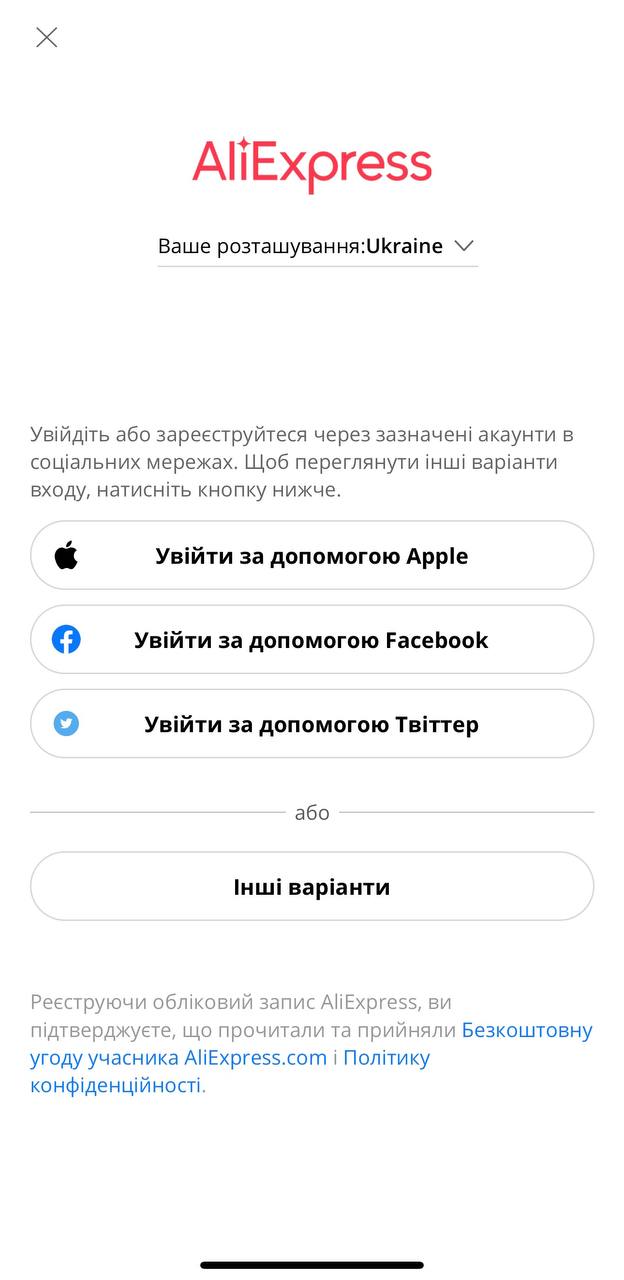 AliExpress
Ваше розташування:Ukraine
Увійдіть або зареєструйтеся через зазначені акаунти в
соціальних мережах. Щоб переглянути інші варіанти
входу, натисніть кнопку нижче.
Увійти за допомогою Apple
Увійти за допомогою Facebook
Увійти за допомогою Твіттер
або
Інші варіанти
Реєструючи обліковий запис AliExpress, ви
підтверджуєте, що прочитали та прийняли Безкоштовну
угоду учасника AliExpress.com і Політику
конфіденційності.